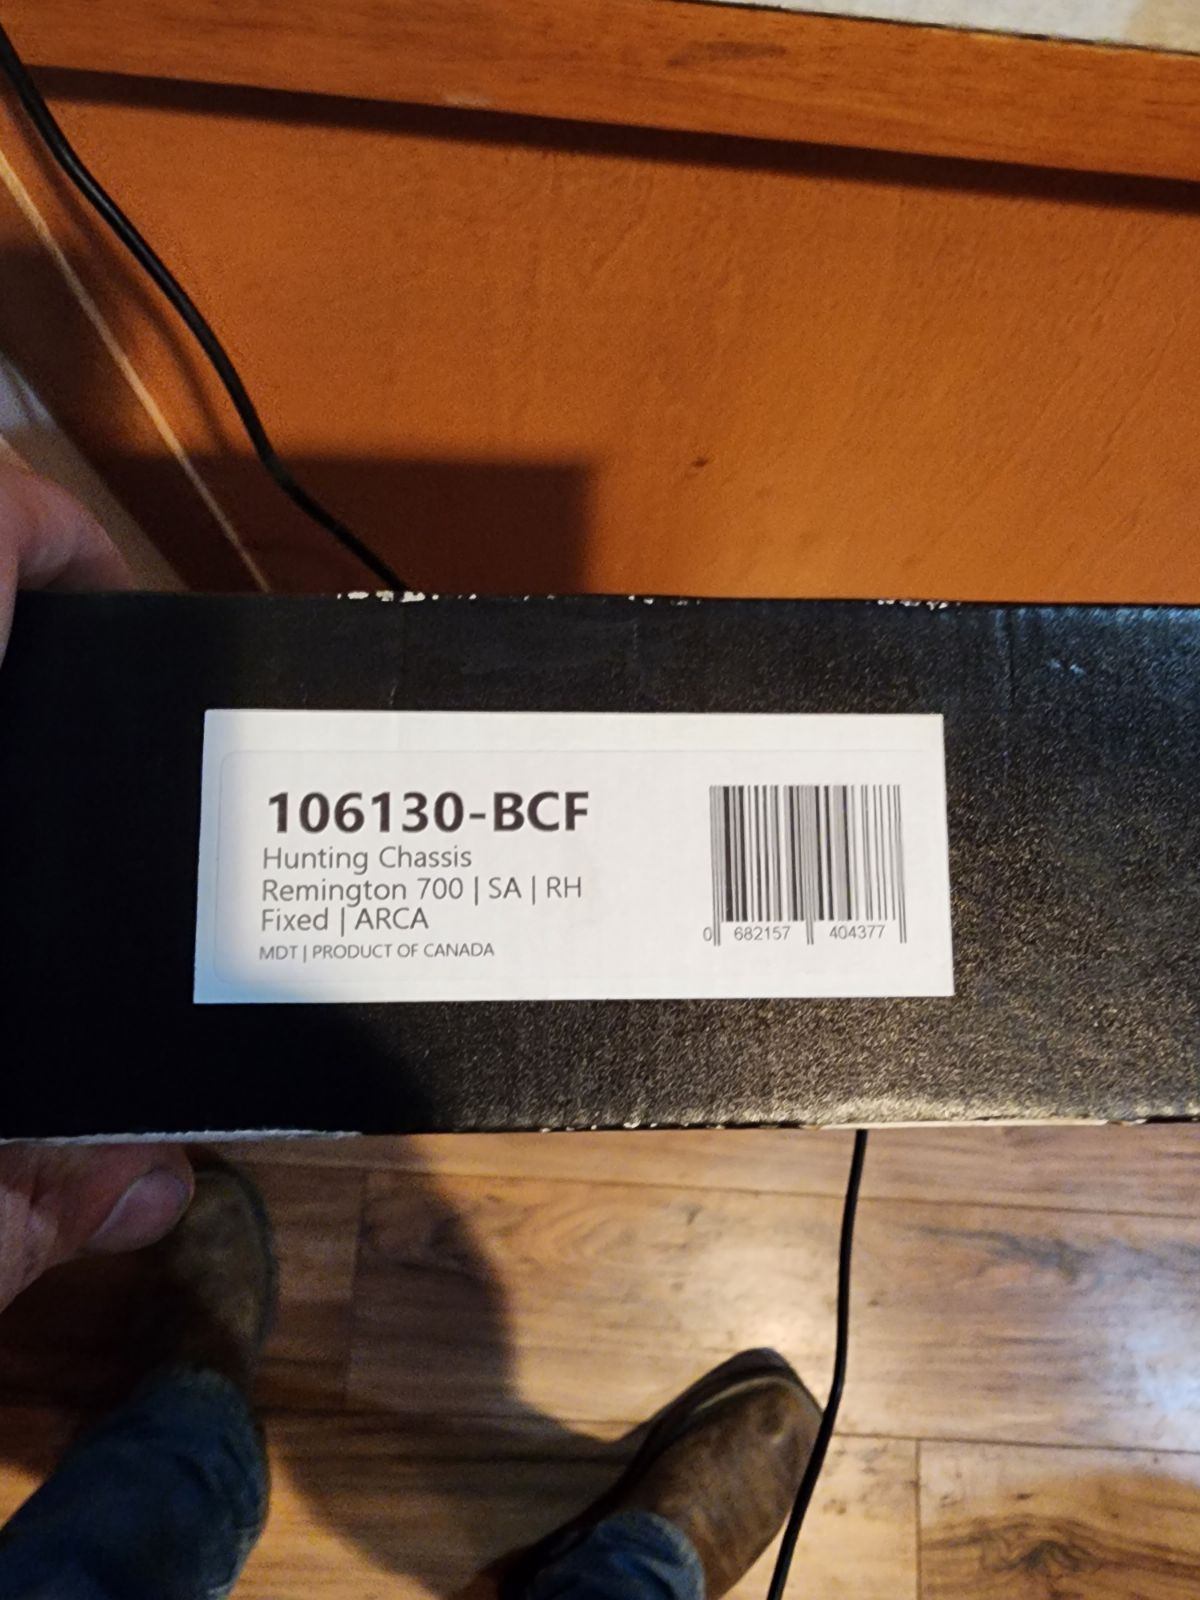 106130-BCF
Hunting Chassis
Remington 700 | SA | RH
Fixed | ARCA
MDT | PRODUCT OF CANADA
0 682157 404377